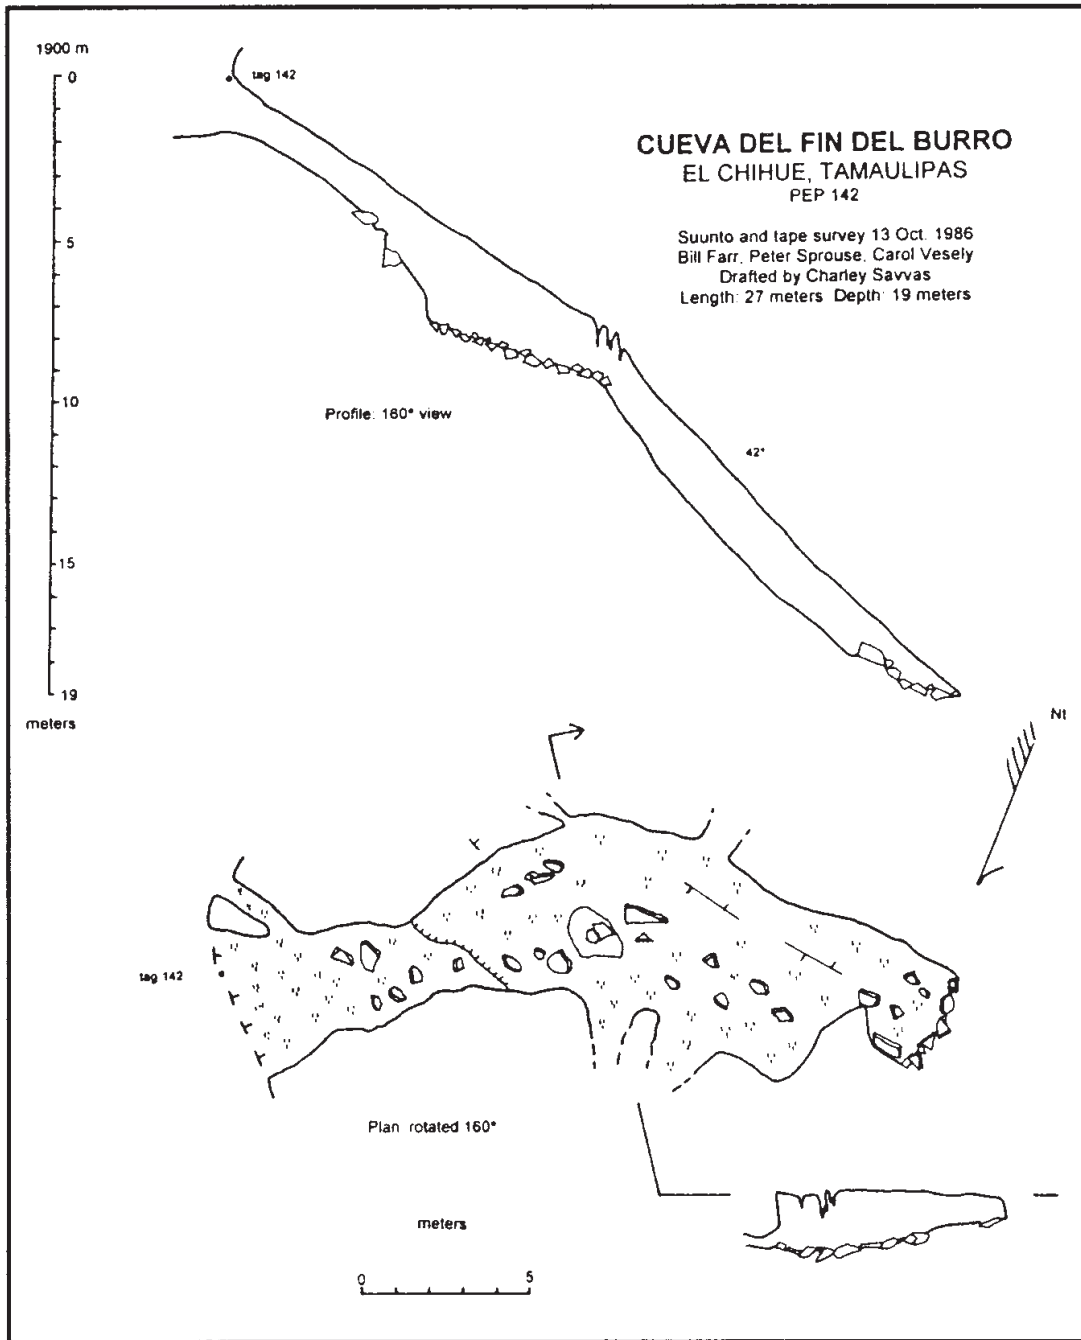 1900 m
0
tag 142
CUEVA DEL FIN DEL BURRO
EL CHIHUE, TAMAULIPAS
PEP 142
Suunto and tape survey 13 Oct. 1986
Bill Farr, Peter Sprouse, Carol Vesely
Drafted by Charley Savvas
Length: 27 meters Depth: 19 meters
5
10
Profile: 160° view
42°
15
19
meters
Nt
tag 142
Plan rotated 160°
meters
0 5